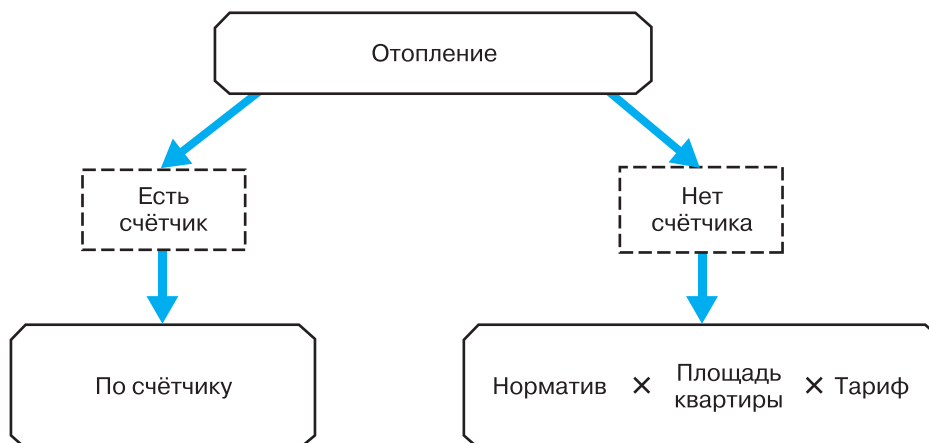 Отопление
Есть
счётчик
Нет
счётчика
По счётчику
Норматив × Площадь
квартиры × Тариф